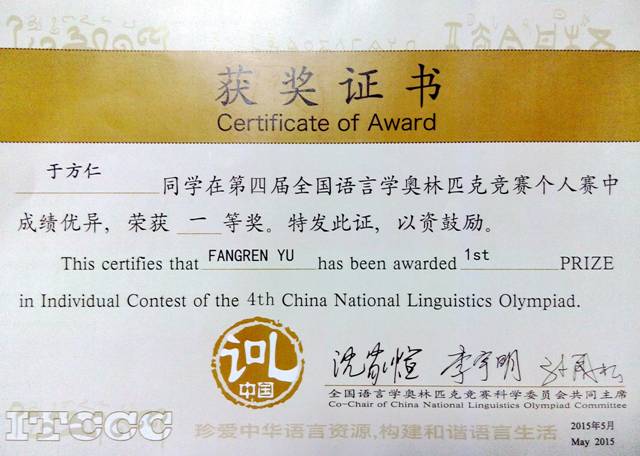 获奖证书
Certificate of Award
于方仁
同学在第四届全国语言学奥林匹克竞赛个人赛中
成绩优异，荣获 一 等奖。特发此证，以资鼓励。
This certifies that FANGREN YU has been awarded 1st PRIZE
in Individual Contest of the 4th China National Linguistics Olympiad.
中国
李宇明
全国语言学奥林匹克竞赛科学委员会共同主席
Co-Chair of China National Linguistics Olympiad Committee
珍爱中华语言资源,构建和谐语言生活
2015年5月
May 2015
ITCCC